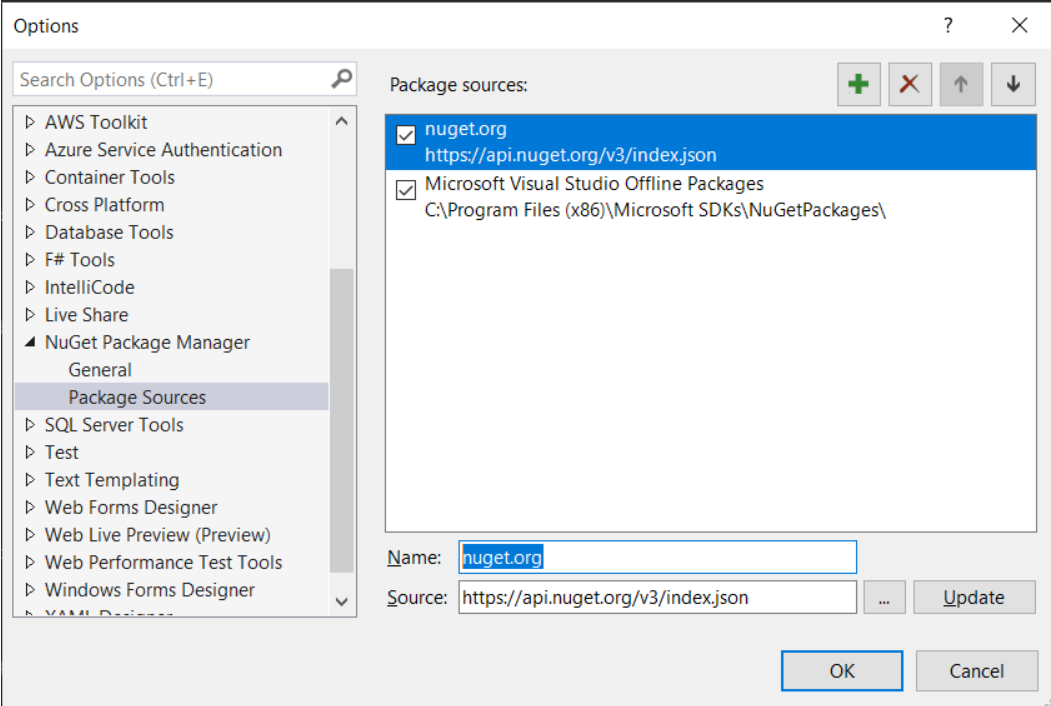 Options
?
Search Options (Ctrl+E)
AWS Toolkit
Azure Service Authentication
Container Tools
Cross Platform
Database Tools
F# Tools
IntelliCode
Live Share
NuGet Package Manager
General
Package Sources
SQL Server Tools
Test
Text Templating
Web Forms Designer
Web Live Preview (Preview)
Web Performance Test Tools
Windows Forms Designer
YAML Designer
Package sources:
nuget.org
https://api.nuget.org/v3/index.json
Microsoft Visual Studio Offline Packages
C:\Program Files (x86)\Microsoft SDKs\NuGetPackages\
Name: nuget.org
Source: https://api.nuget.org/v3/index.json ... Update
OK Cancel